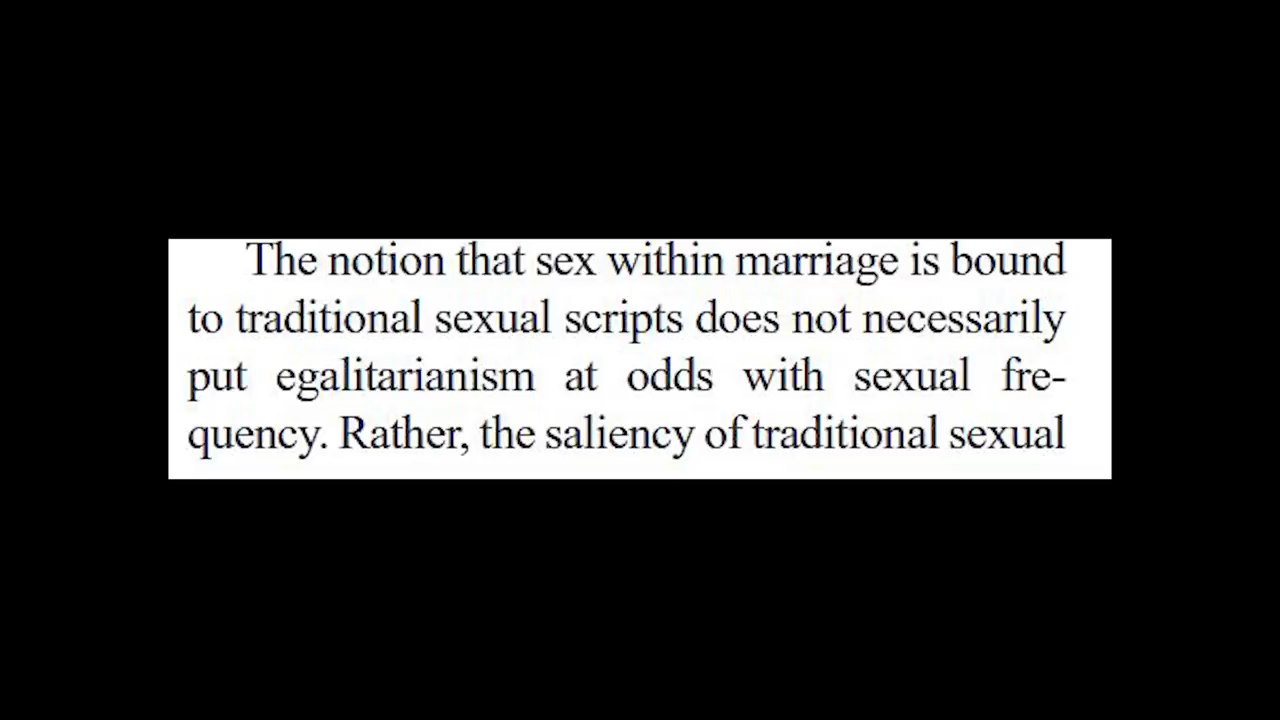 The notion that sex within marriage is bound
to traditional sexual scripts does not necessarily
put egalitarianism at odds with sexual fre-
quency. Rather, the saliency of traditional sexual